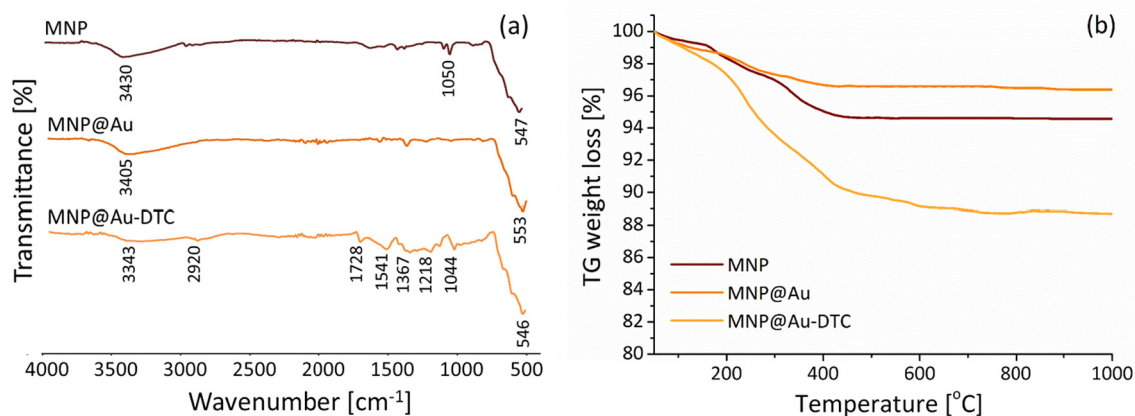 (a)
MNP
3430
1050
547
MNP@Au
3405
553
MNP@Au-DTC
3343
2920
1728
1541
1367
1218
1044
546
Transmittance [%]
4000 3500 3000 2500 2000 1500 1000 500
Wavenumber [cm⁻¹]
(b)
100
98
96
94
92
90
88
86
84
82
80
TG weight loss [%]
MNP
MNP@Au
MNP@Au-DTC
200 400 600 800 1000
Temperature [°C]